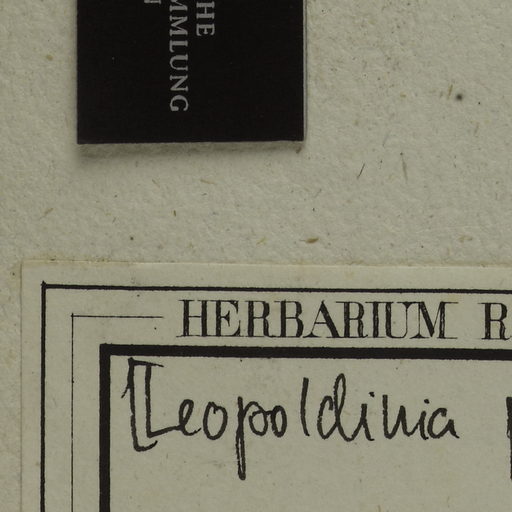 HE
MMLUNG
N
HERBARIUM R
[Leopoldinia p